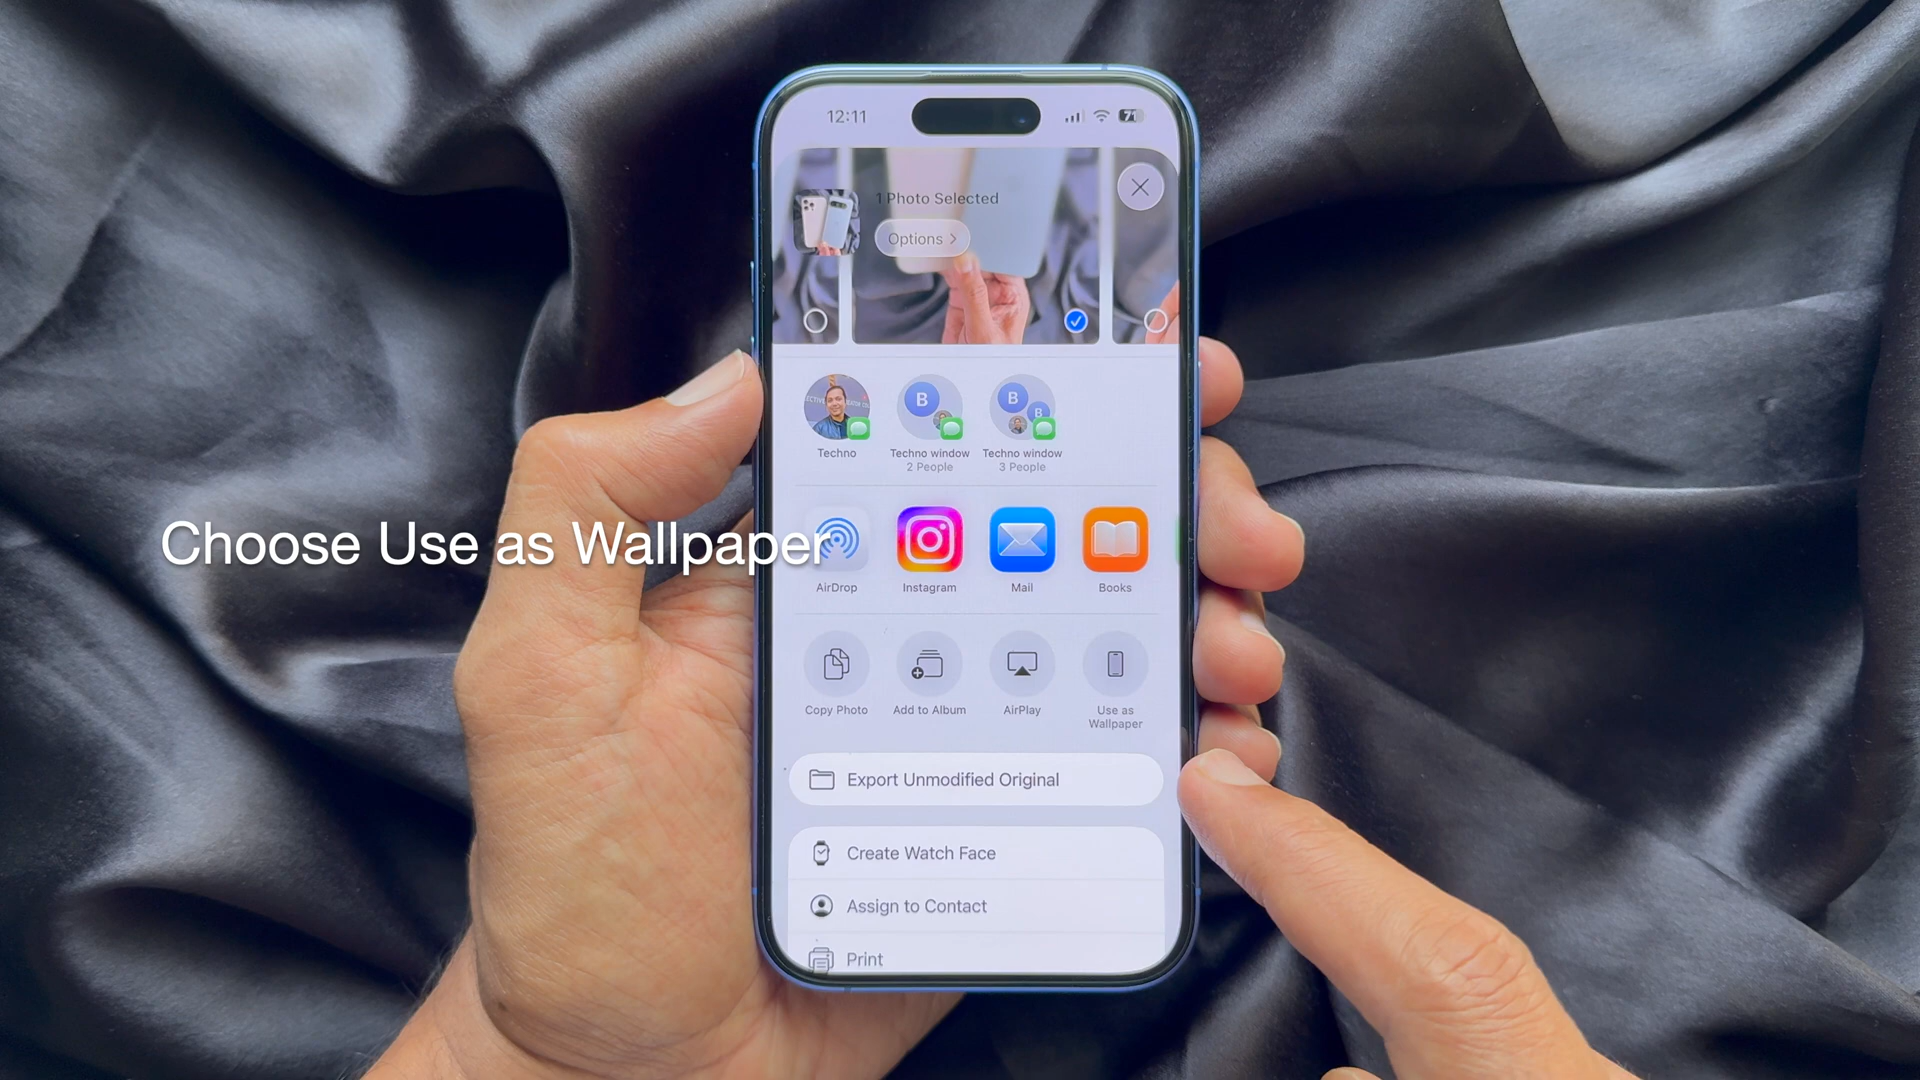 12:11
71
1 Photo Selected
Options
B
B
B
Techno
Techno window
2 People
Techno window
3 People
Choose Use as Wallpaper
AirDrop
Instagram
Mail
Books
Copy Photo
Add to Album
AirPlay
Use as
Wallpaper
Export Unmodified Original
Create Watch Face
Assign to Contact
Print